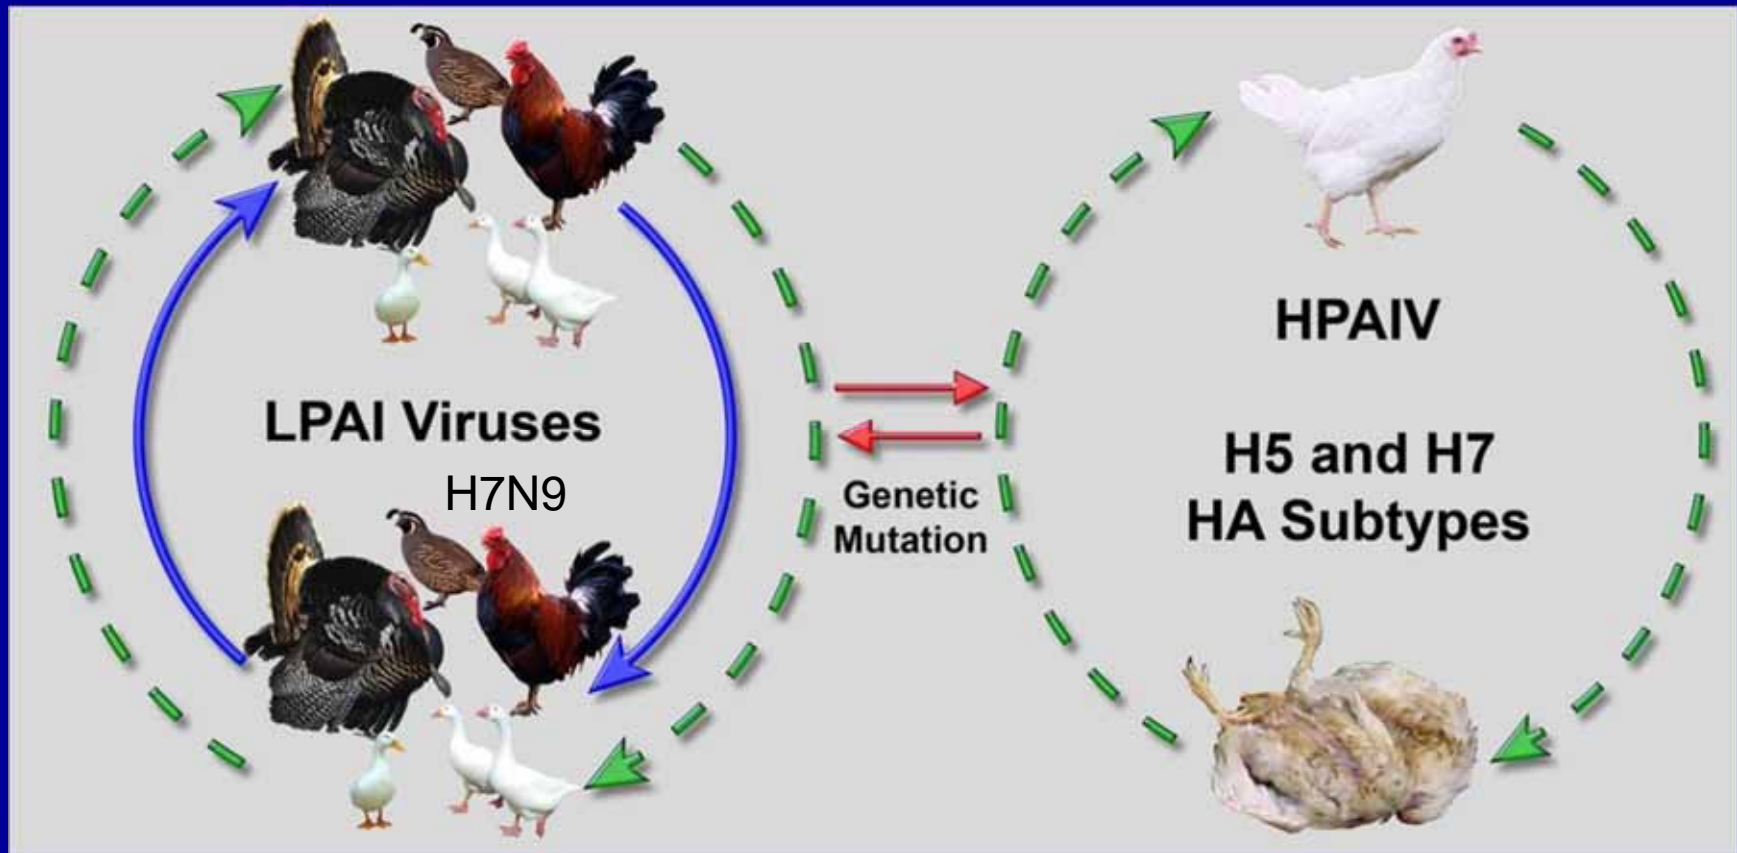 LPAI Viruses
H7N9
Genetic
Mutation
HPAIV
H5 and H7
HA Subtypes